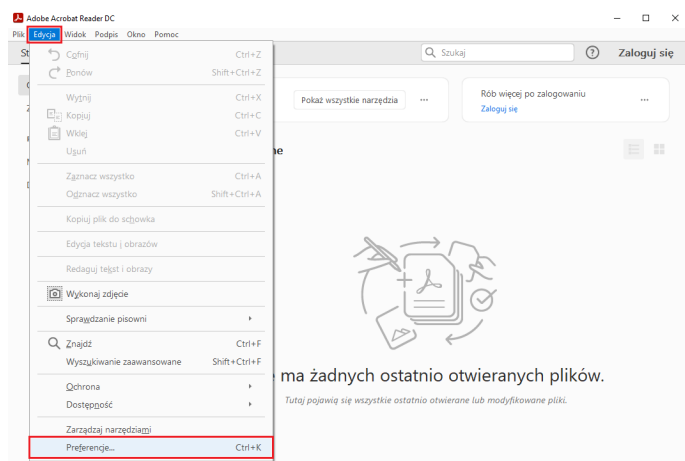 Adobe Acrobat Reader DC
Plik Edycja Widok Podpis Okno Pomoc
St
Szukaj
Zaloguj się
Cofnij Ctrl+Z
Ponów Shift+Ctrl+Z
Wytnij Ctrl+X
Kopiuj Ctrl+C
Wklej Ctrl+V
Usuń
Zaznacz wszystko Ctrl+A
Odznacz wszystko Shift+Ctrl+A
Kopiuj plik do schowka
Edycja tekstu i obrazów
Redaguj tekst i obrazy
Wykonaj zdjęcie
Sprawdzanie pisowni
Znajdź Ctrl+F
Wyszukiwanie zaawansowane Shift+Ctrl+F
Ochrona
Dostępność
Zarządzaj narzędziami
Preferencje... Ctrl+K
Pokaż wszystkie narzędzia ...
Rób więcej po zalogowaniu ...
Zaloguj się
ne
ma żadnych ostatnio otwieranych plików.
Tutaj pojawią się wszystkie ostatnio otwierane lub modyfikowane pliki.